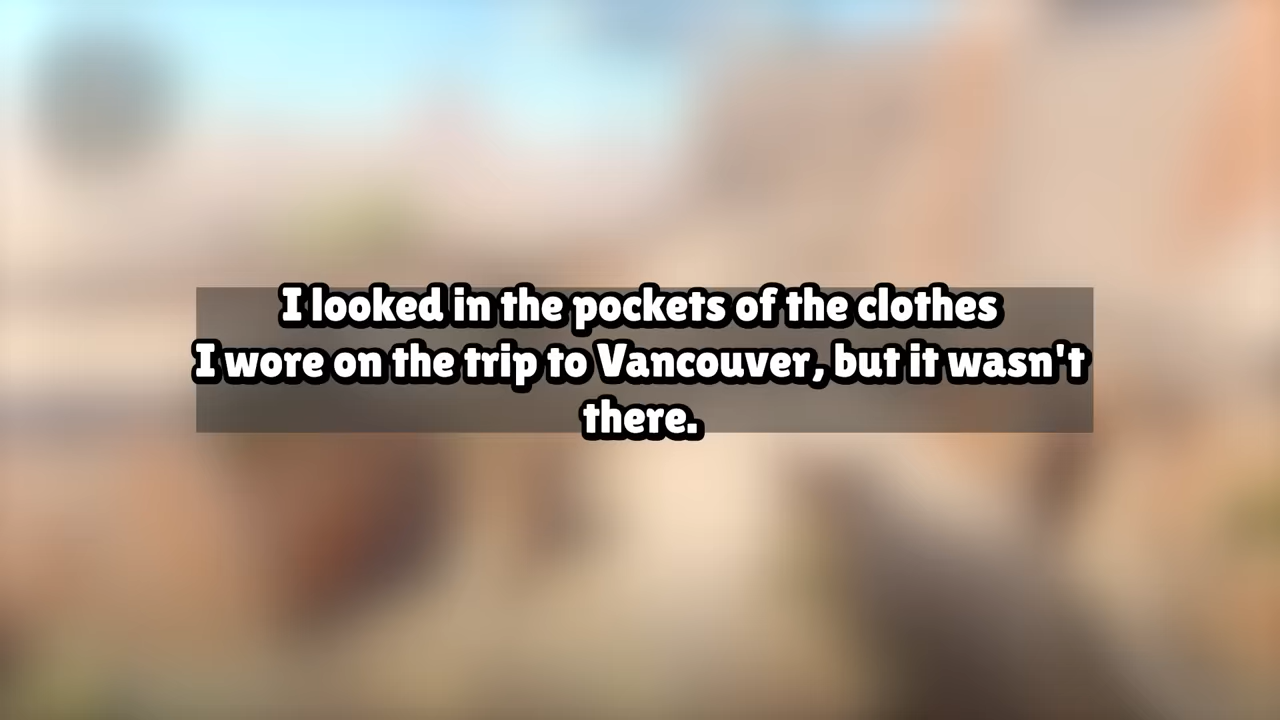 I looked in the pockets of the clothes
I wore on the trip to Vancouver, but it wasn't
there.